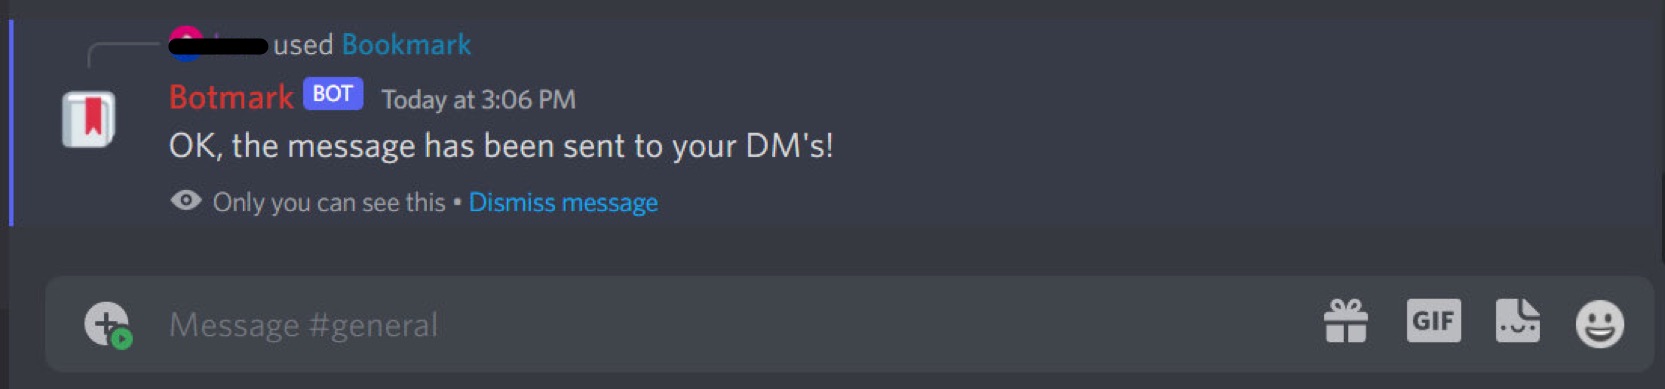 used Bookmark
Botmark BOT Today at 3:06 PM
OK, the message has been sent to your DM's!
Only you can see this • Dismiss message
Message #general
GIF